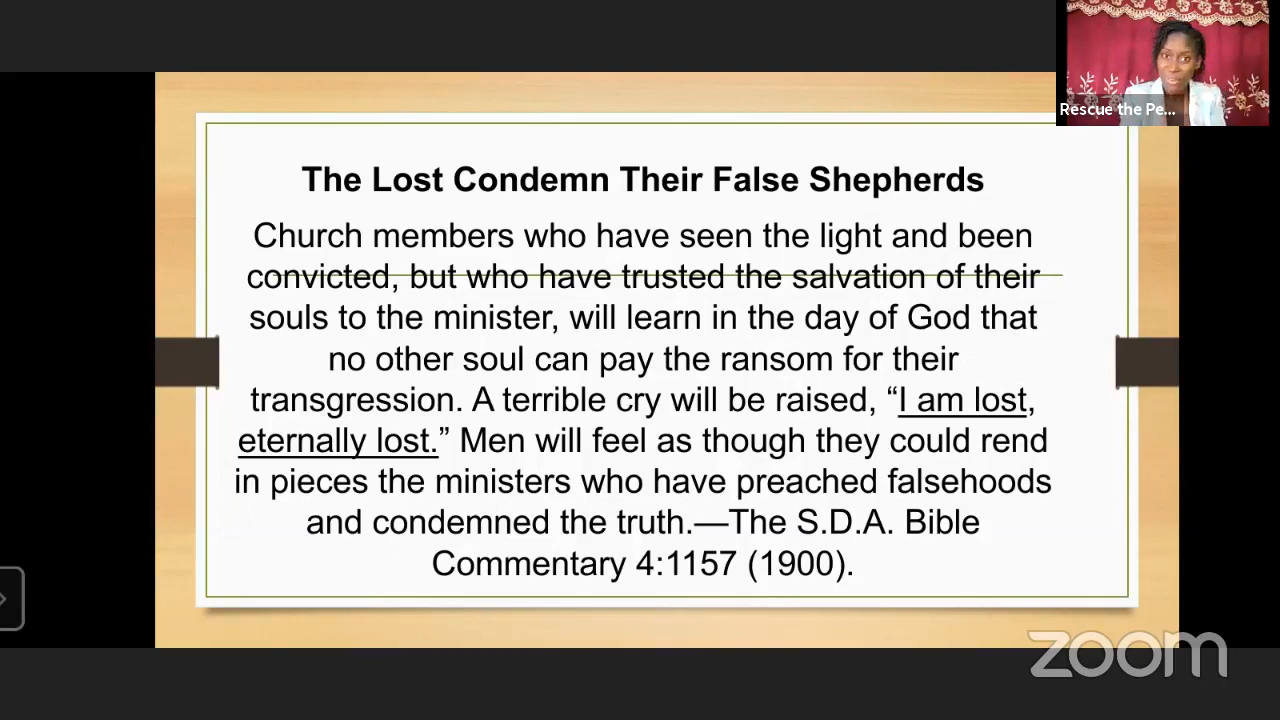 Rescue the Pe...
The Lost Condemn Their False Shepherds
Church members who have seen the light and been
convicted, but who have trusted the salvation of their
souls to the minister, will learn in the day of God that
no other soul can pay the ransom for their
transgression. A terrible cry will be raised, “I am lost,
eternally lost.” Men will feel as though they could rend
in pieces the ministers who have preached falsehoods
and condemned the truth.—The S.D.A. Bible
Commentary 4:1157 (1900).
zoom